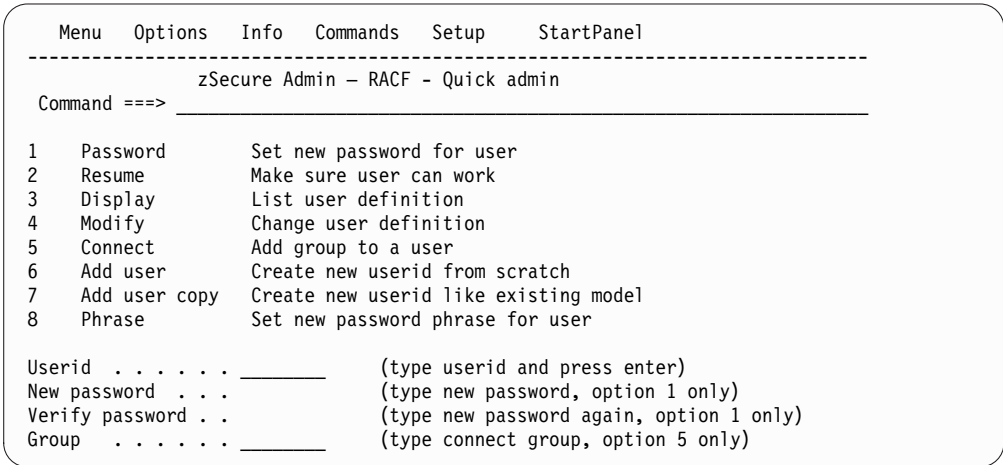 Menu Options Info Commands Setup StartPanel
-------------------------------------------------------------------------------
zSecure Admin – RACF - Quick admin
Command ===> _________________________________________________________________
1 Password Set new password for user
2 Resume Make sure user can work
3 Display List user definition
4 Modify Change user definition
5 Connect Add group to a user
6 Add user Create new userid from scratch
7 Add user copy Create new userid like existing model
8 Phrase Set new password phrase for user
Userid . . . . . . ________ (type userid and press enter)
New password . . . (type new password, option 1 only)
Verify password . . (type new password again, option 1 only)
Group . . . . . . ________ (type connect group, option 5 only)